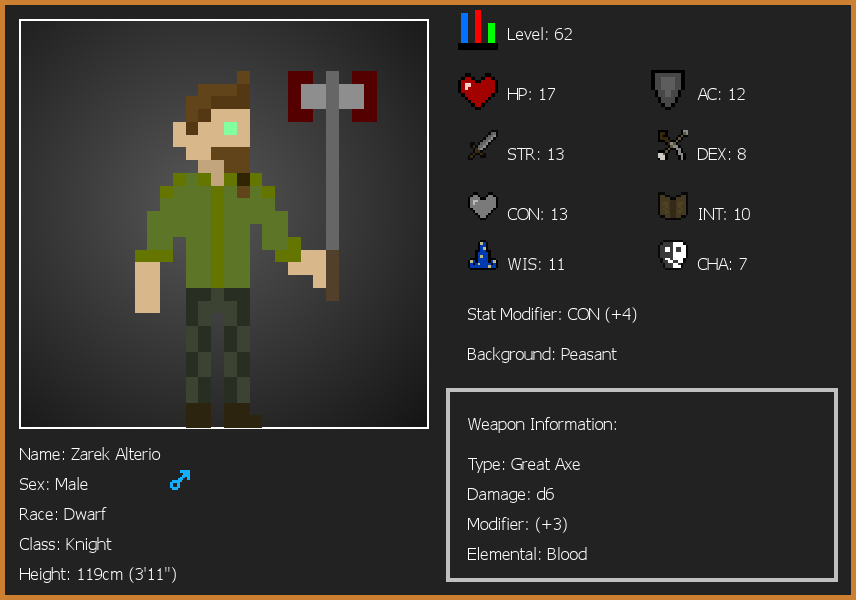 Level: 62
HP: 17
AC: 12
STR: 13
DEX: 8
CON: 13
INT: 10
WIS: 11
CHA: 7
Stat Modifier: CON (+4)
Background: Peasant
Weapon Information:
Type: Great Axe
Damage: d6
Modifier: (+3)
Elemental: Blood
Name: Zarek Alterio
Sex: Male
Race: Dwarf
Class: Knight
Height: 119cm (3'11")